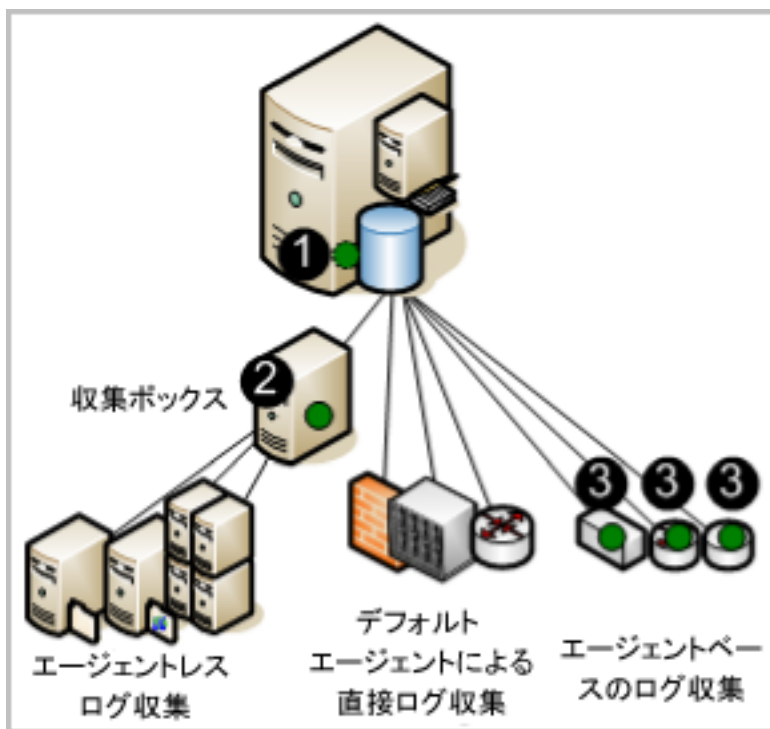 1
2
収集ボックス
3 3 3
エージェントレス
ログ収集
デフォルト
エージェントによる
直接ログ収集
エージェントベー
スのログ収集